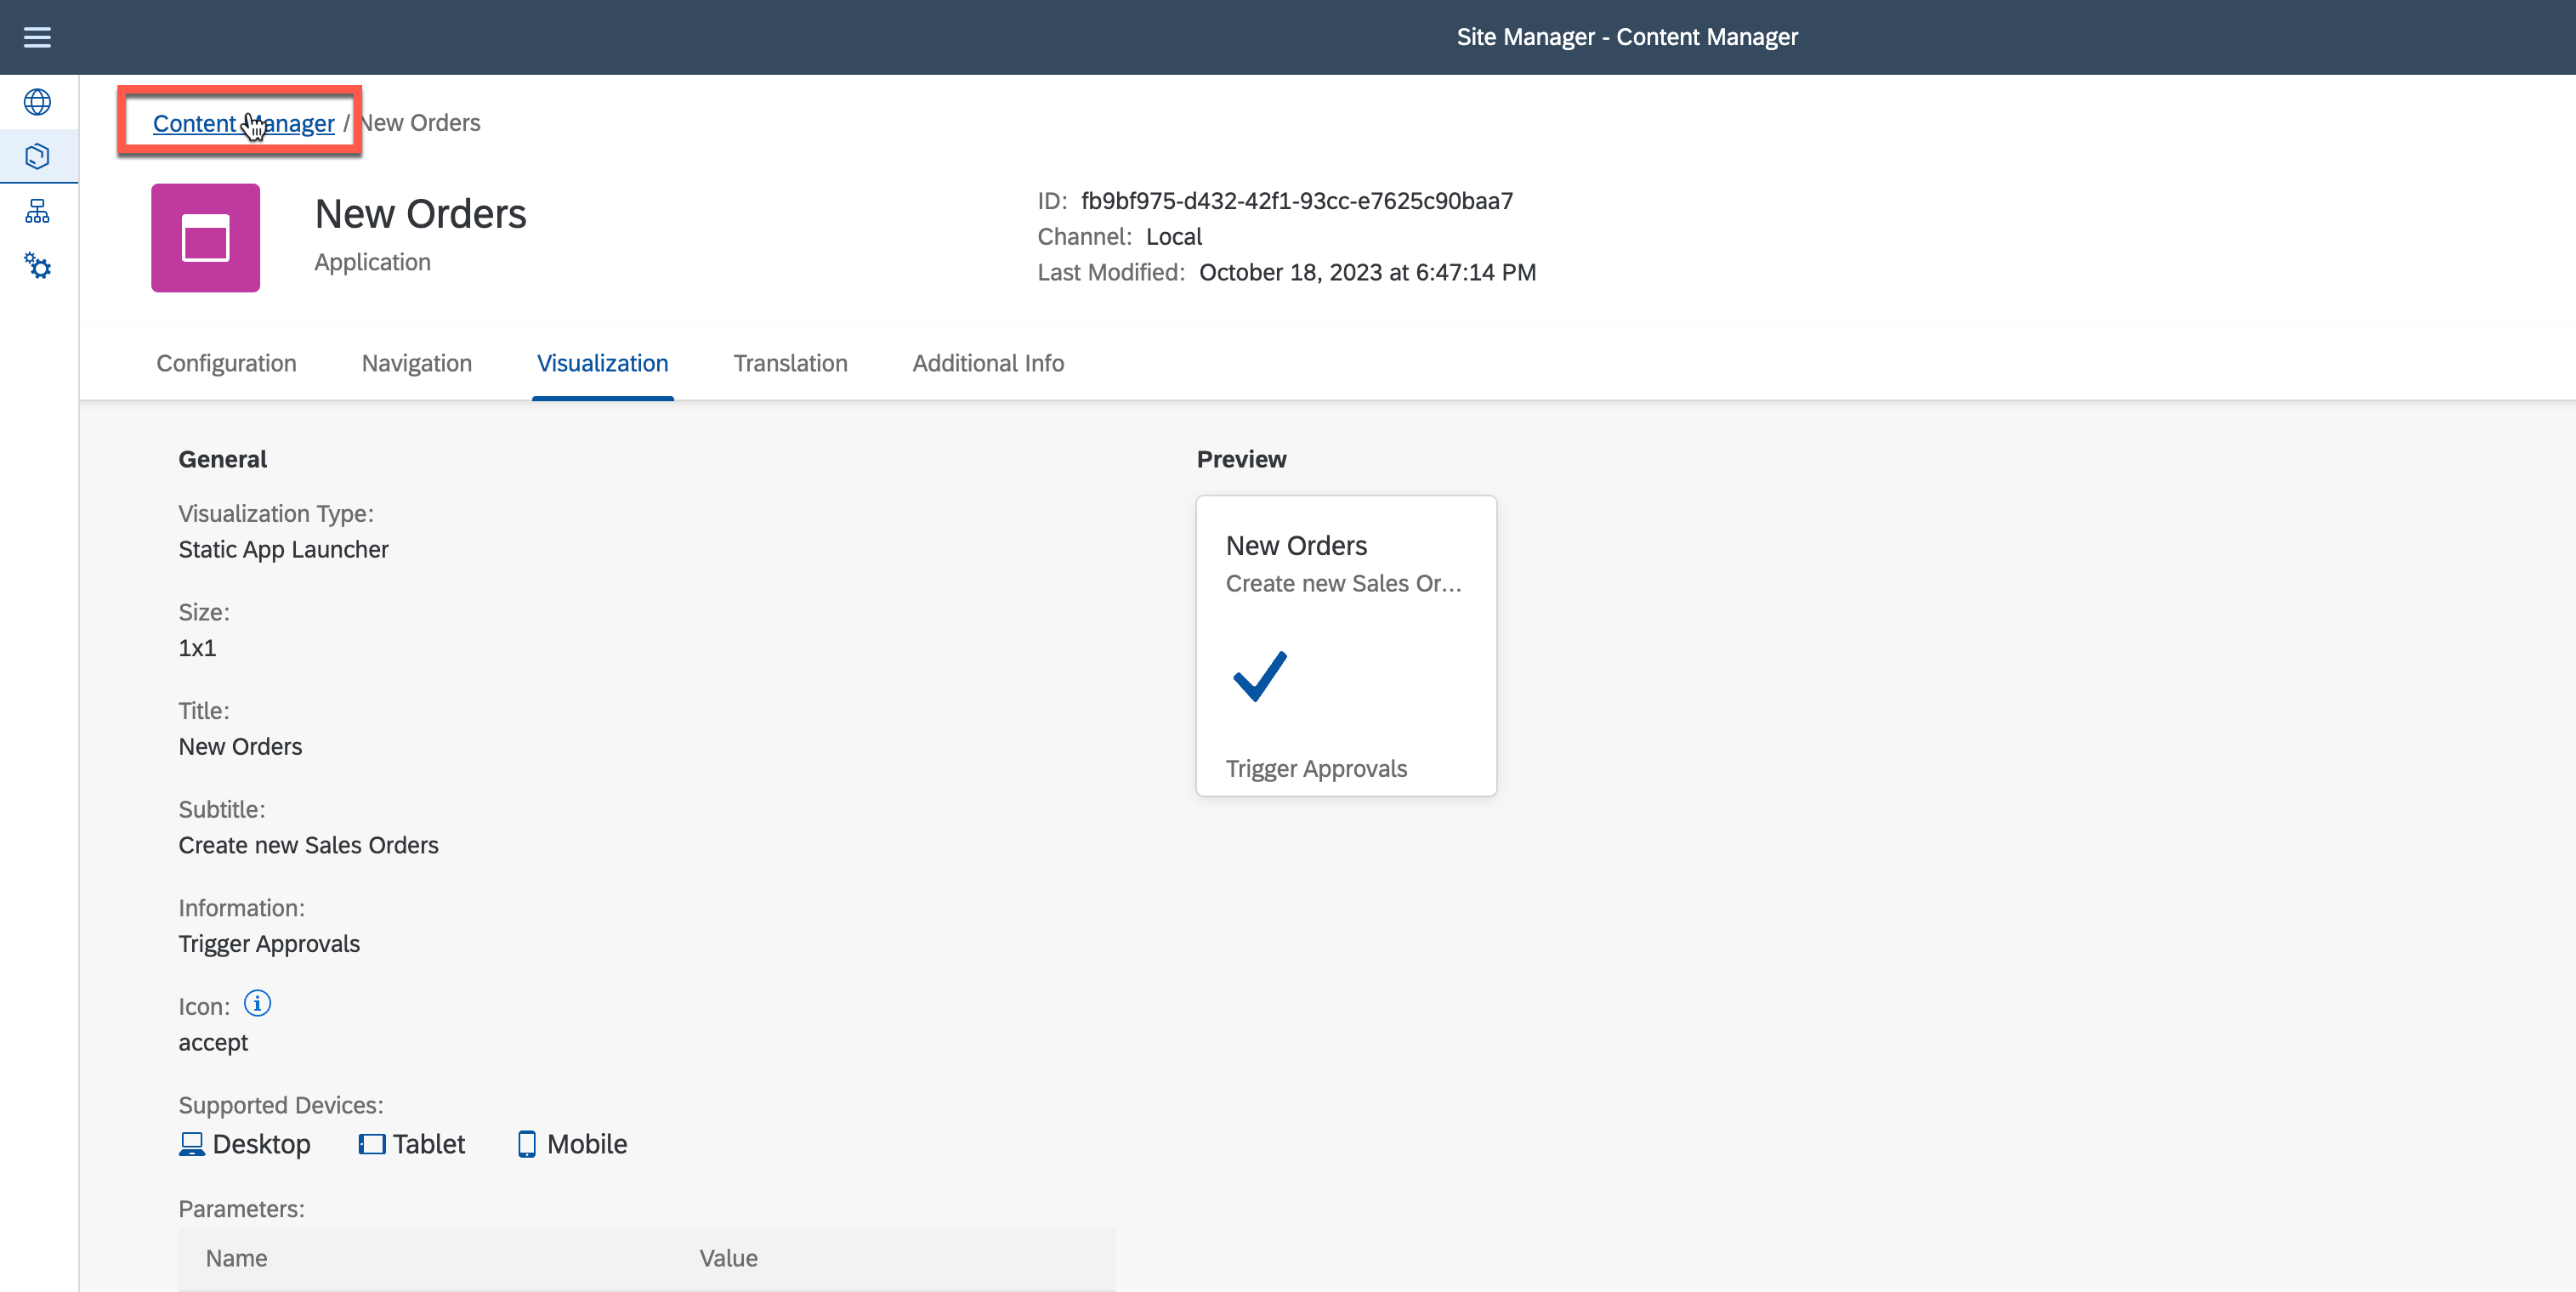 Site Manager - Content Manager
Content Manager / New Orders
New Orders
Application
ID: fb9bf975-d432-42f1-93cc-e7625c90baa7
Channel: Local
Last Modified: October 18, 2023 at 6:47:14 PM
Configuration Navigation Visualization Translation Additional Info
General
Visualization Type:
Static App Launcher
Size:
1x1
Title:
New Orders
Subtitle:
Create new Sales Orders
Information:
Trigger Approvals
Icon:
accept
Supported Devices:
Desktop Tablet Mobile
Parameters:
Name Value
Preview
New Orders
Create new Sales Or...
Trigger Approvals